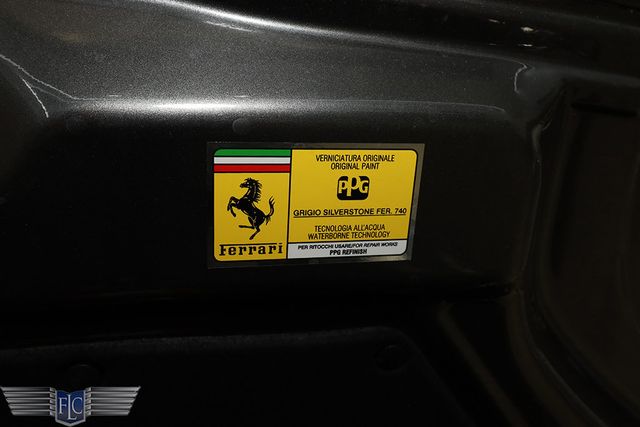 Ferrari
VERNICIATURA ORIGINALE
ORIGINAL PAINT
PPG
GRIGIO SILVERSTONE FER. 740
TECNOLOGIA ALL'ACQUA
WATERBORNE TECHNOLOGY
PER RITOCCHI USARE/FOR REPAIR WORKS
PPG REFINISH
FLC